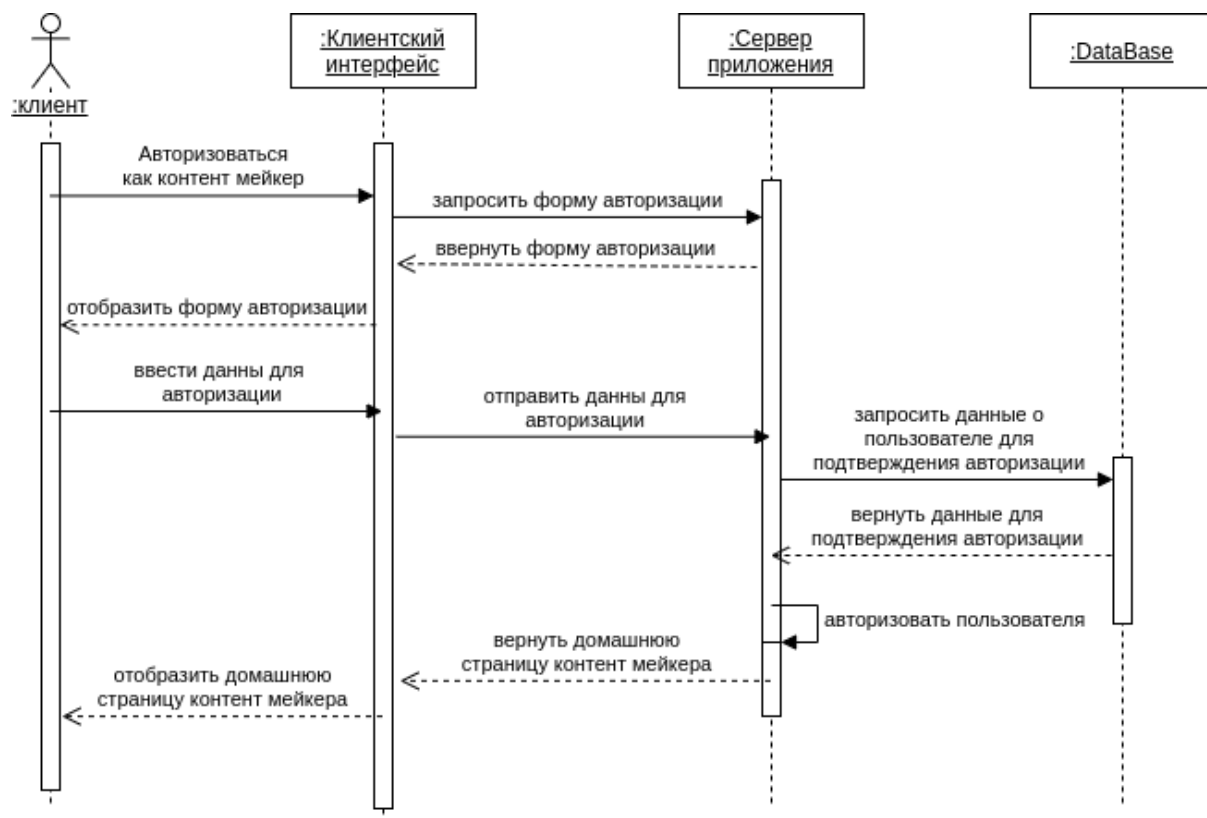 :Клиентский
интерфейс
:Сервер
приложения
:DataBase
:клиент
Авторизоваться
как контент мейкер
запросить форму авторизации
ввернуть форму авторизации
отобразить форму авторизации
ввести данны для
авторизации
отправить данны для
авторизации
запросить данные о
пользователе для
подтверждения авторизации
вернуть данные для
подтверждения авторизации
авторизовать пользователя
вернуть домашнюю
страницу контент мейкера
отобразить домашнюю
страницу контент мейкера